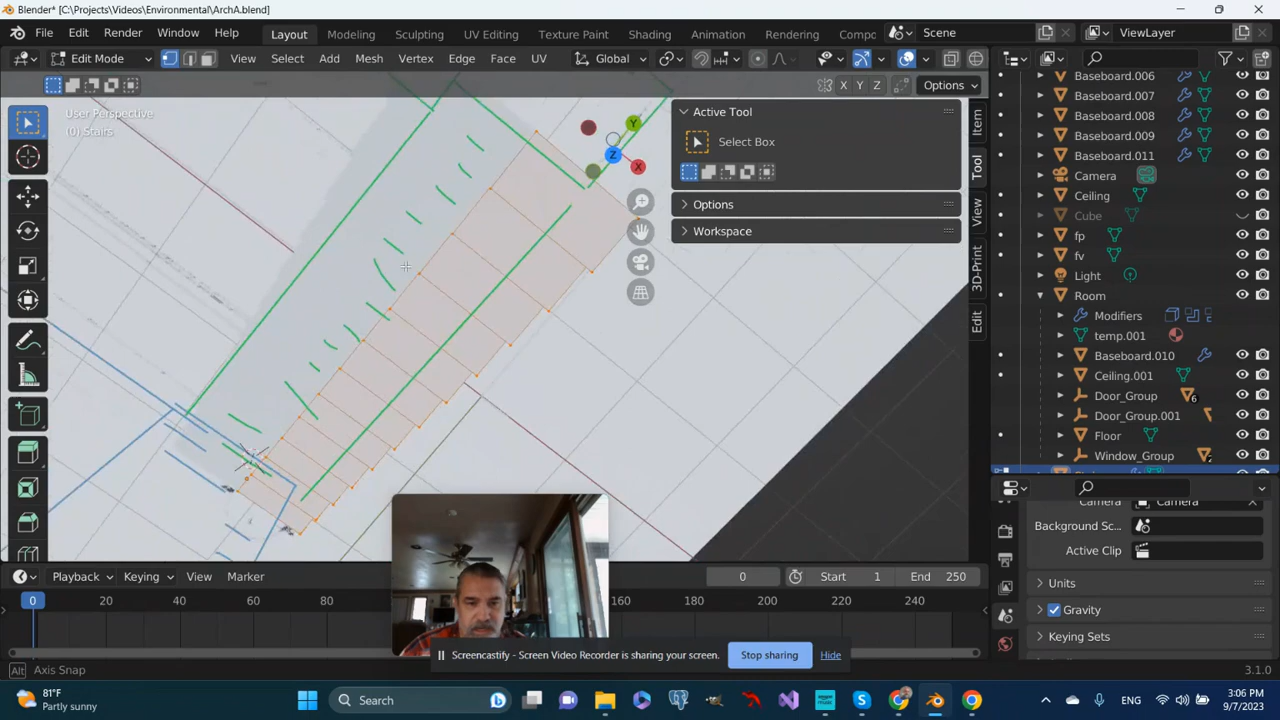 Blender* [C:\Projects\Videos\Environmental\ArchA.blend]
File Edit Render Window Help Layout Modeling Sculpting UV Editing Texture Paint Shading Animation Rendering Compo Scene ViewLayer
Edit Mode View Select Add Mesh Vertex Edge Face UV Global
X Y Z Options
User Perspective
(0) Stairs
Active Tool
Select Box
Options
Workspace
Item
Tool
View
3D-Print
Edit
Y
Z
X
Baseboard.006
Baseboard.007
Baseboard.008
Baseboard.009
Baseboard.011
Camera
Ceiling
Cube
fp
fv
Light
Room
Modifiers
temp.001
Baseboard.010
Ceiling.001
Door_Group 6
Door_Group.001
Floor
Window_Group
Camera Camera
Background Sc...
Active Clip
Units
Gravity
Keying Sets
Playback Keying View Marker 0 Start 1 End 250
0 20 40 60 80 100 120 160 180 200 220 240
Screencastify - Screen Video Recorder is sharing your screen. Stop sharing Hide
Alt Axis Snap 3.1.0
81°F
Partly sunny
Search
ENG
3:06 PM
9/7/2023